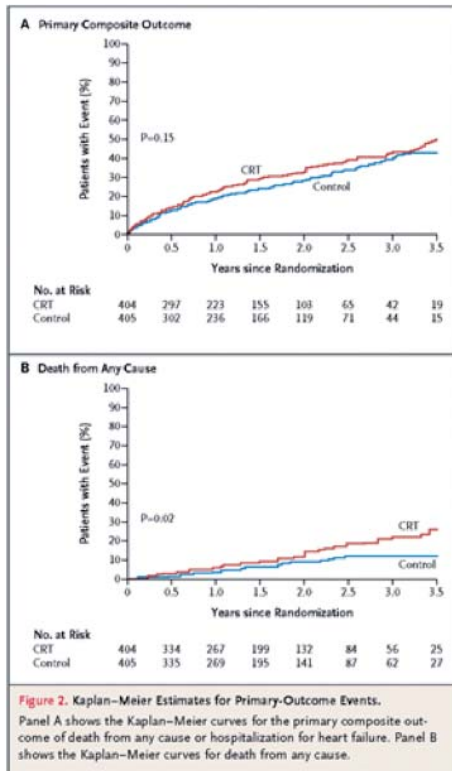 A Primary Composite Outcome
100
90
80
70
60
50
40
30
20
10
0
Patients with Event (%)
P=0.15
CRT
Control
0 0.5 1.0 1.5 2.0 2.5 3.0 3.5
Years since Randomization
No. at Risk
CRT 404 297 223 155 103 65 42 19
Control 405 302 236 166 119 71 44 15
B Death from Any Cause
100
90
80
70
60
50
40
30
20
10
0
Patients with Event (%)
P=0.02
CRT
Control
0 0.5 1.0 1.5 2.0 2.5 3.0 3.5
Years since Randomization
No. at Risk
CRT 404 334 267 199 132 84 56 25
Control 405 335 269 195 141 87 62 27
Figure 2. Kaplan–Meier Estimates for Primary-Outcome Events.
Panel A shows the Kaplan–Meier curves for the primary composite out-
come of death from any cause or hospitalization for heart failure. Panel B
shows the Kaplan–Meier curves for death from any cause.